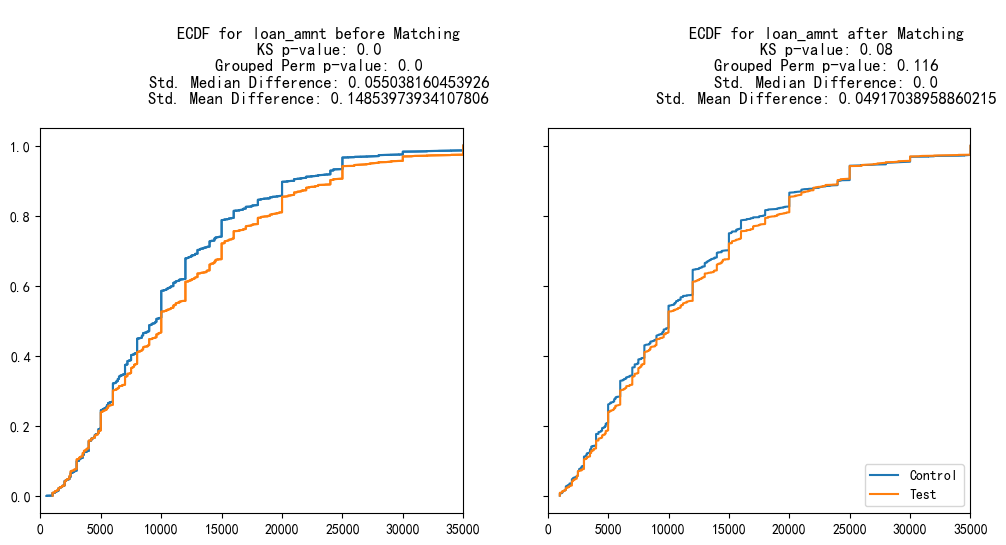 ECDF for loan_amnt before Matching
KS p-value: 0.0
Grouped Perm p-value: 0.0
Std. Median Difference: 0.055038160453926
Std. Mean Difference: 0.14853973934107806
ECDF for loan_amnt after Matching
KS p-value: 0.08
Grouped Perm p-value: 0.116
Std. Median Difference: 0.0
Std. Mean Difference: 0.04917038958860215
1.0
0.8
0.6
0.4
0.2
0.0
0 5000 10000 15000 20000 25000 30000 35000
Control
Test
0 5000 10000 15000 20000 25000 30000 35000